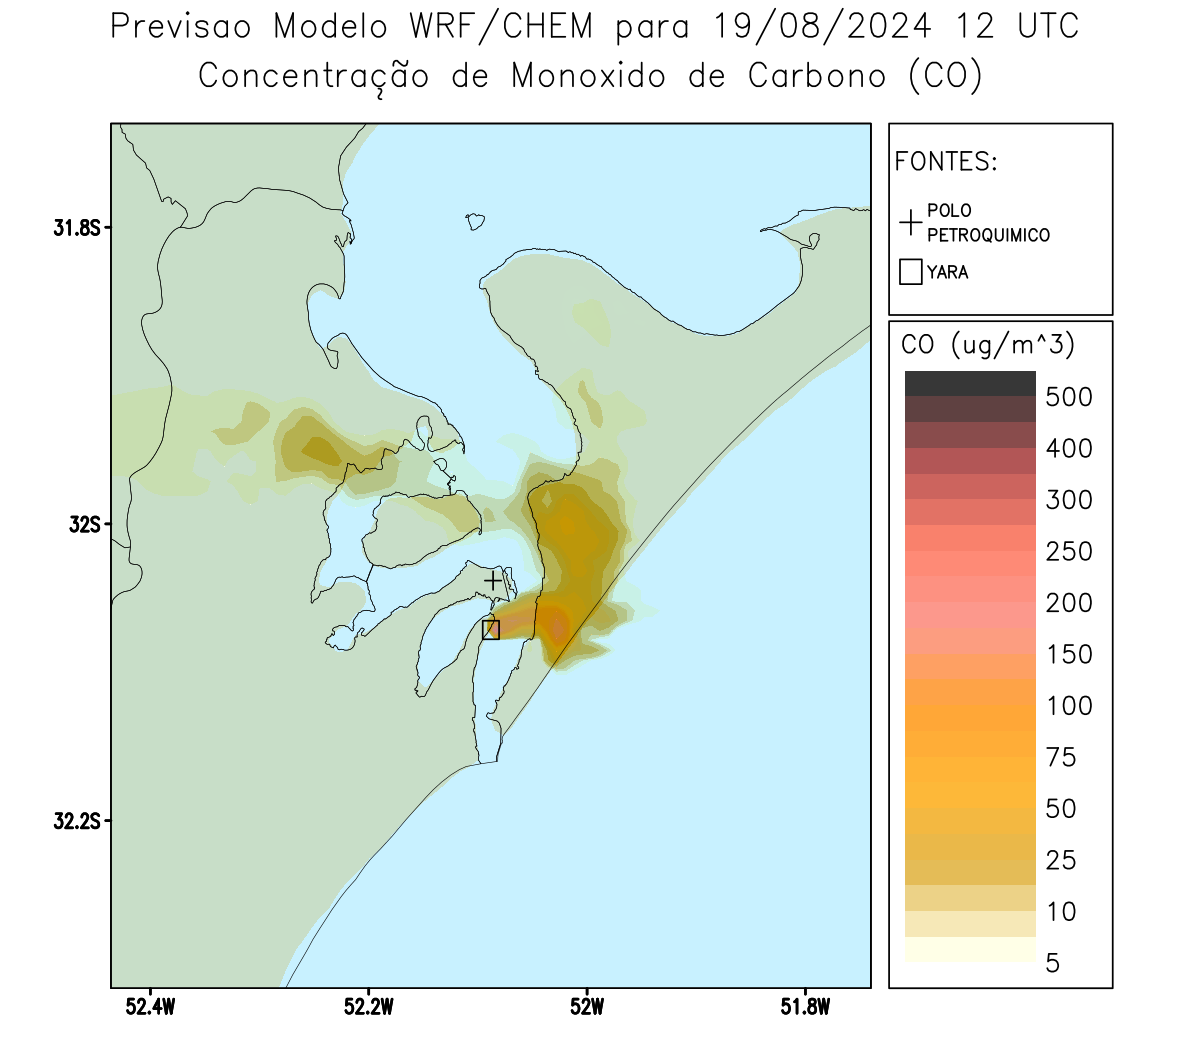 Previsao Modelo WRF/CHEM para 19/08/2024 12 UTC
Concentração de Monoxido de Carbono (CO)
FONTES:
POLO
PETROQUIMICO
YARA
CO (ug/m^3)
500
400
300
250
200
150
100
75
50
25
10
5
31.8S
32S
32.2S
52.4W
52.2W
52W
51.8W